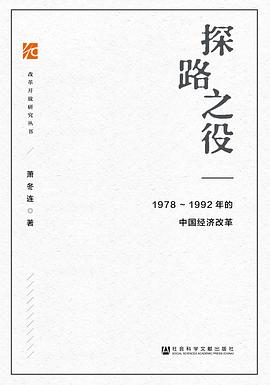 探路之役
1978~1992年的
中国经济改革
改革开放研究丛书
萧冬连 著
社会科学文献出版社
SOCIAL SCIENCES ACADEMIC PRESS (CHINA)